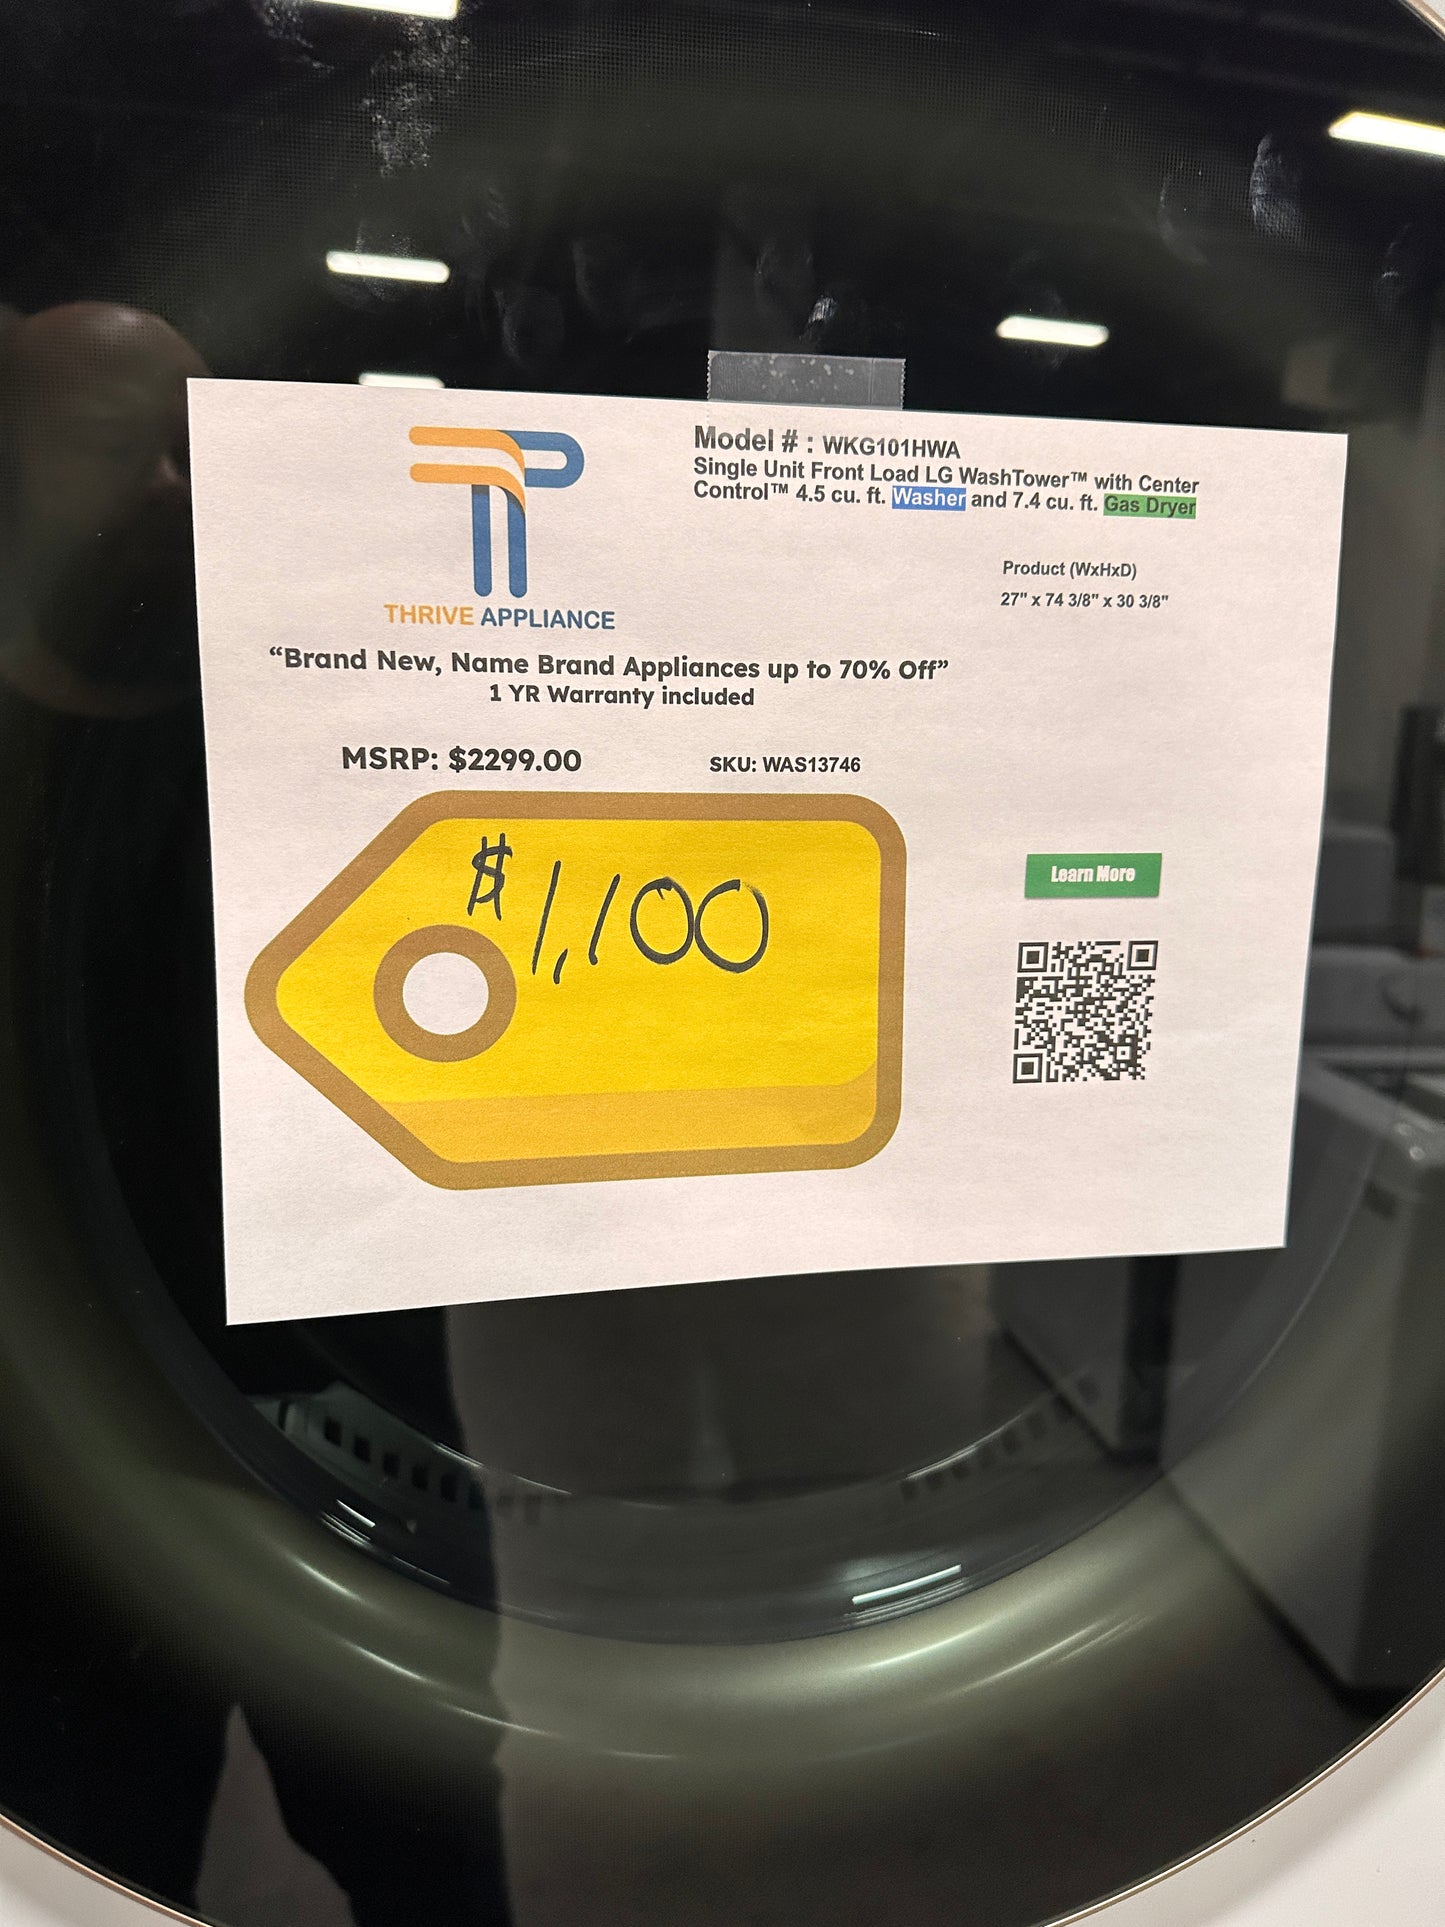 Model # : WKG101HWA
Single Unit Front Load LG WashTower™ with Center
Control™ 4.5 cu. ft. Washer and 7.4 cu. ft. Gas Dryer
Product (WxHxD)
27" x 74 3/8" x 30 3/8"
THRIVE APPLIANCE
“Brand New, Name Brand Appliances up to 70% Off”
1 YR Warranty included
MSRP: $2299.00
SKU: WAS13746
$1,100
Learn More